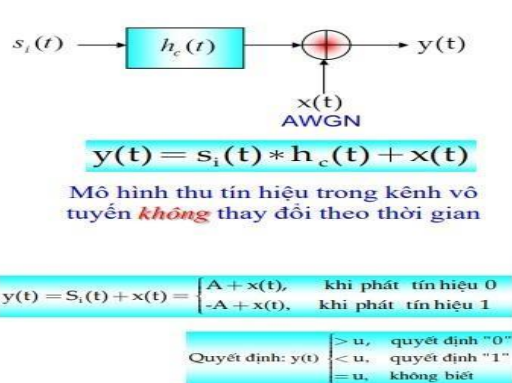 sᵢ(t) h꜀(t) y(t)
x(t)
AWGN
y(t) = sᵢ(t) * h꜀(t) + x(t)
Mô hình thu tín hiệu trong kênh vô
tuyến không thay đổi theo thời gian
A + x(t), khi phát tín hiệu 0
y(t) = Sᵢ(t) + x(t) = {
-A + x(t), khi phát tín hiệu 1
> u, quyết định "0"
Quyết định: y(t) { < u, quyết định "1"
= u, không biết